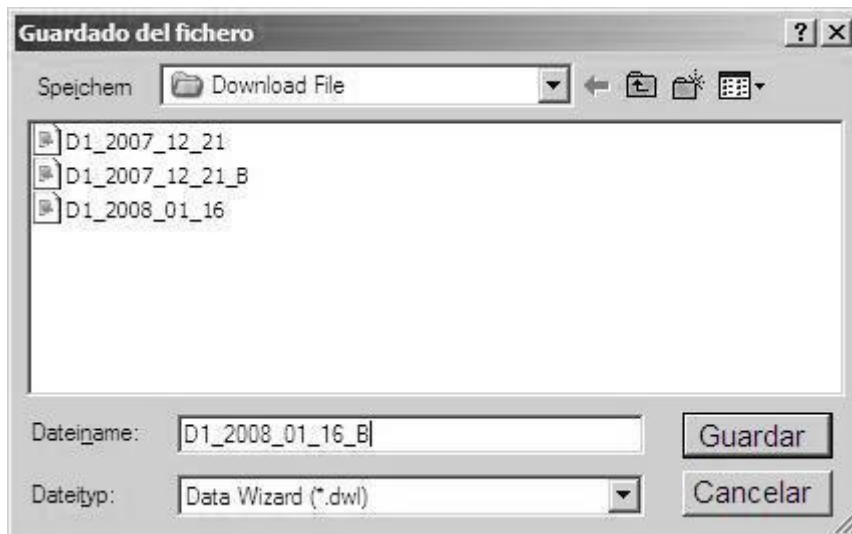 Guardado del fichero
Speichern Download File
D1_2007_12_21
D1_2007_12_21_B
D1_2008_01_16
Dateiname: D1_2008_01_16_B
Guardar
Dateityp: Data Wizard (*.dwl)
Cancelar